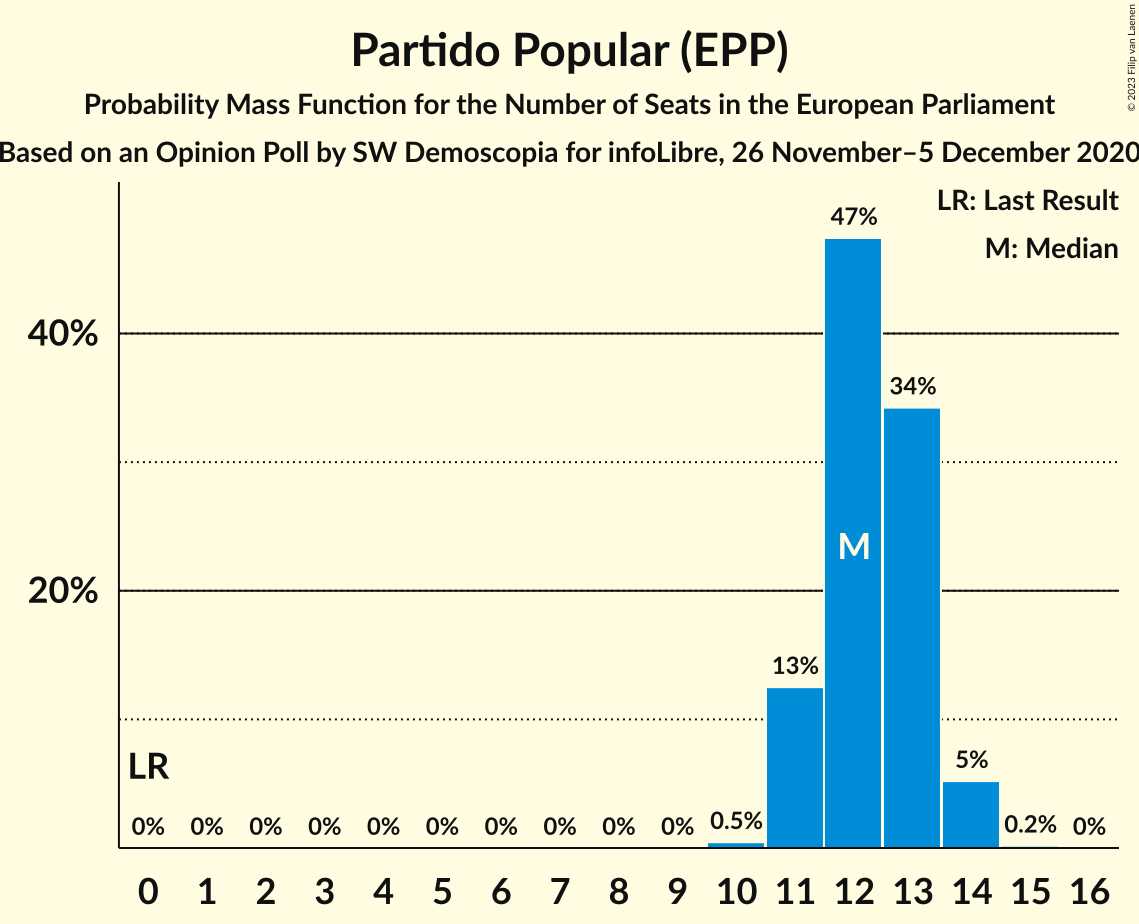 Partido Popular (EPP)
Probability Mass Function for the Number of Seats in the European Parliament
Based on an Opinion Poll by SW Demoscopia for infoLibre, 26 November–5 December 2020
© 2023 Filip van Laenen
LR: Last Result
M: Median
47%
40%
34%
M
20%
13%
LR
5%
0% 0% 0% 0% 0% 0% 0% 0% 0% 0% 0.5% 0.2% 0%
0 1 2 3 4 5 6 7 8 9 10 11 12 13 14 15 16